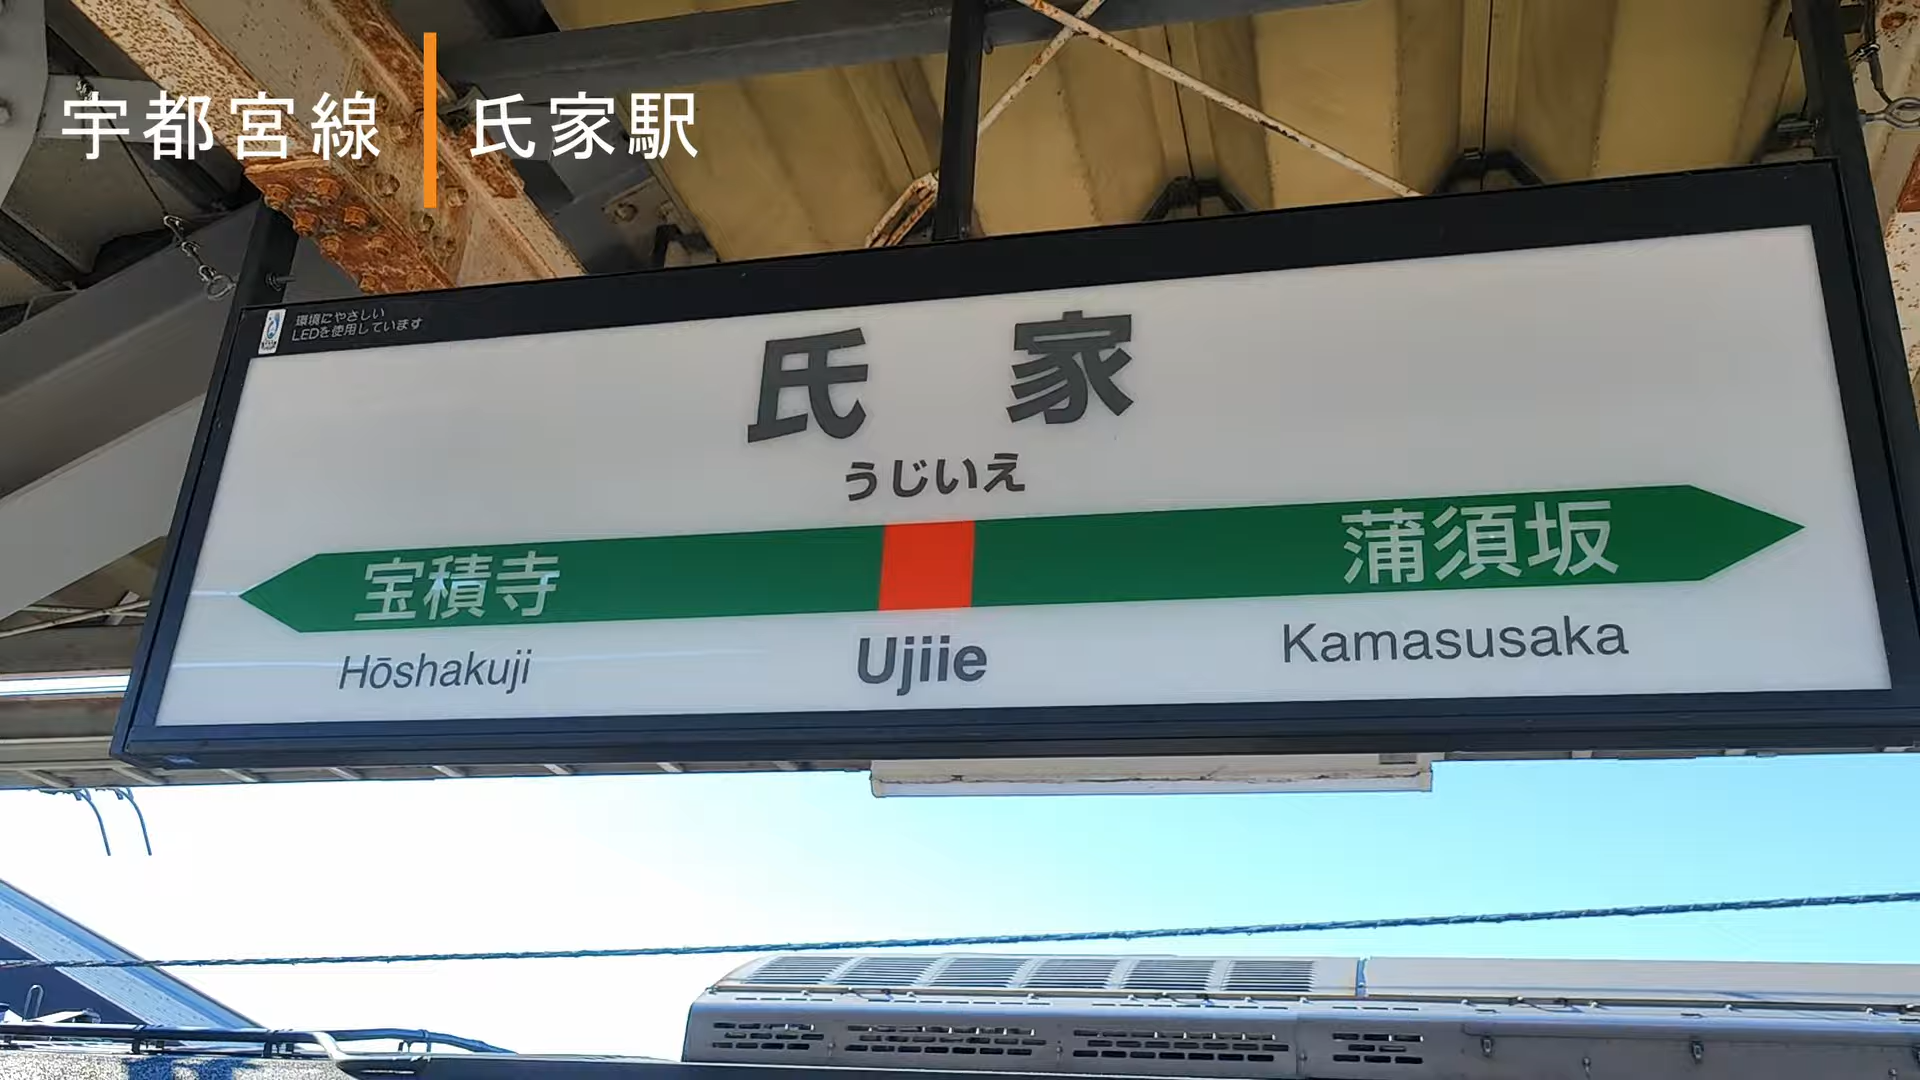 宇都宮線 氏家駅
環境にやさしい
LEDを使用しています
氏家
うじいえ
宝積寺 蒲須坂
Hōshakuji Ujiie Kamasusaka